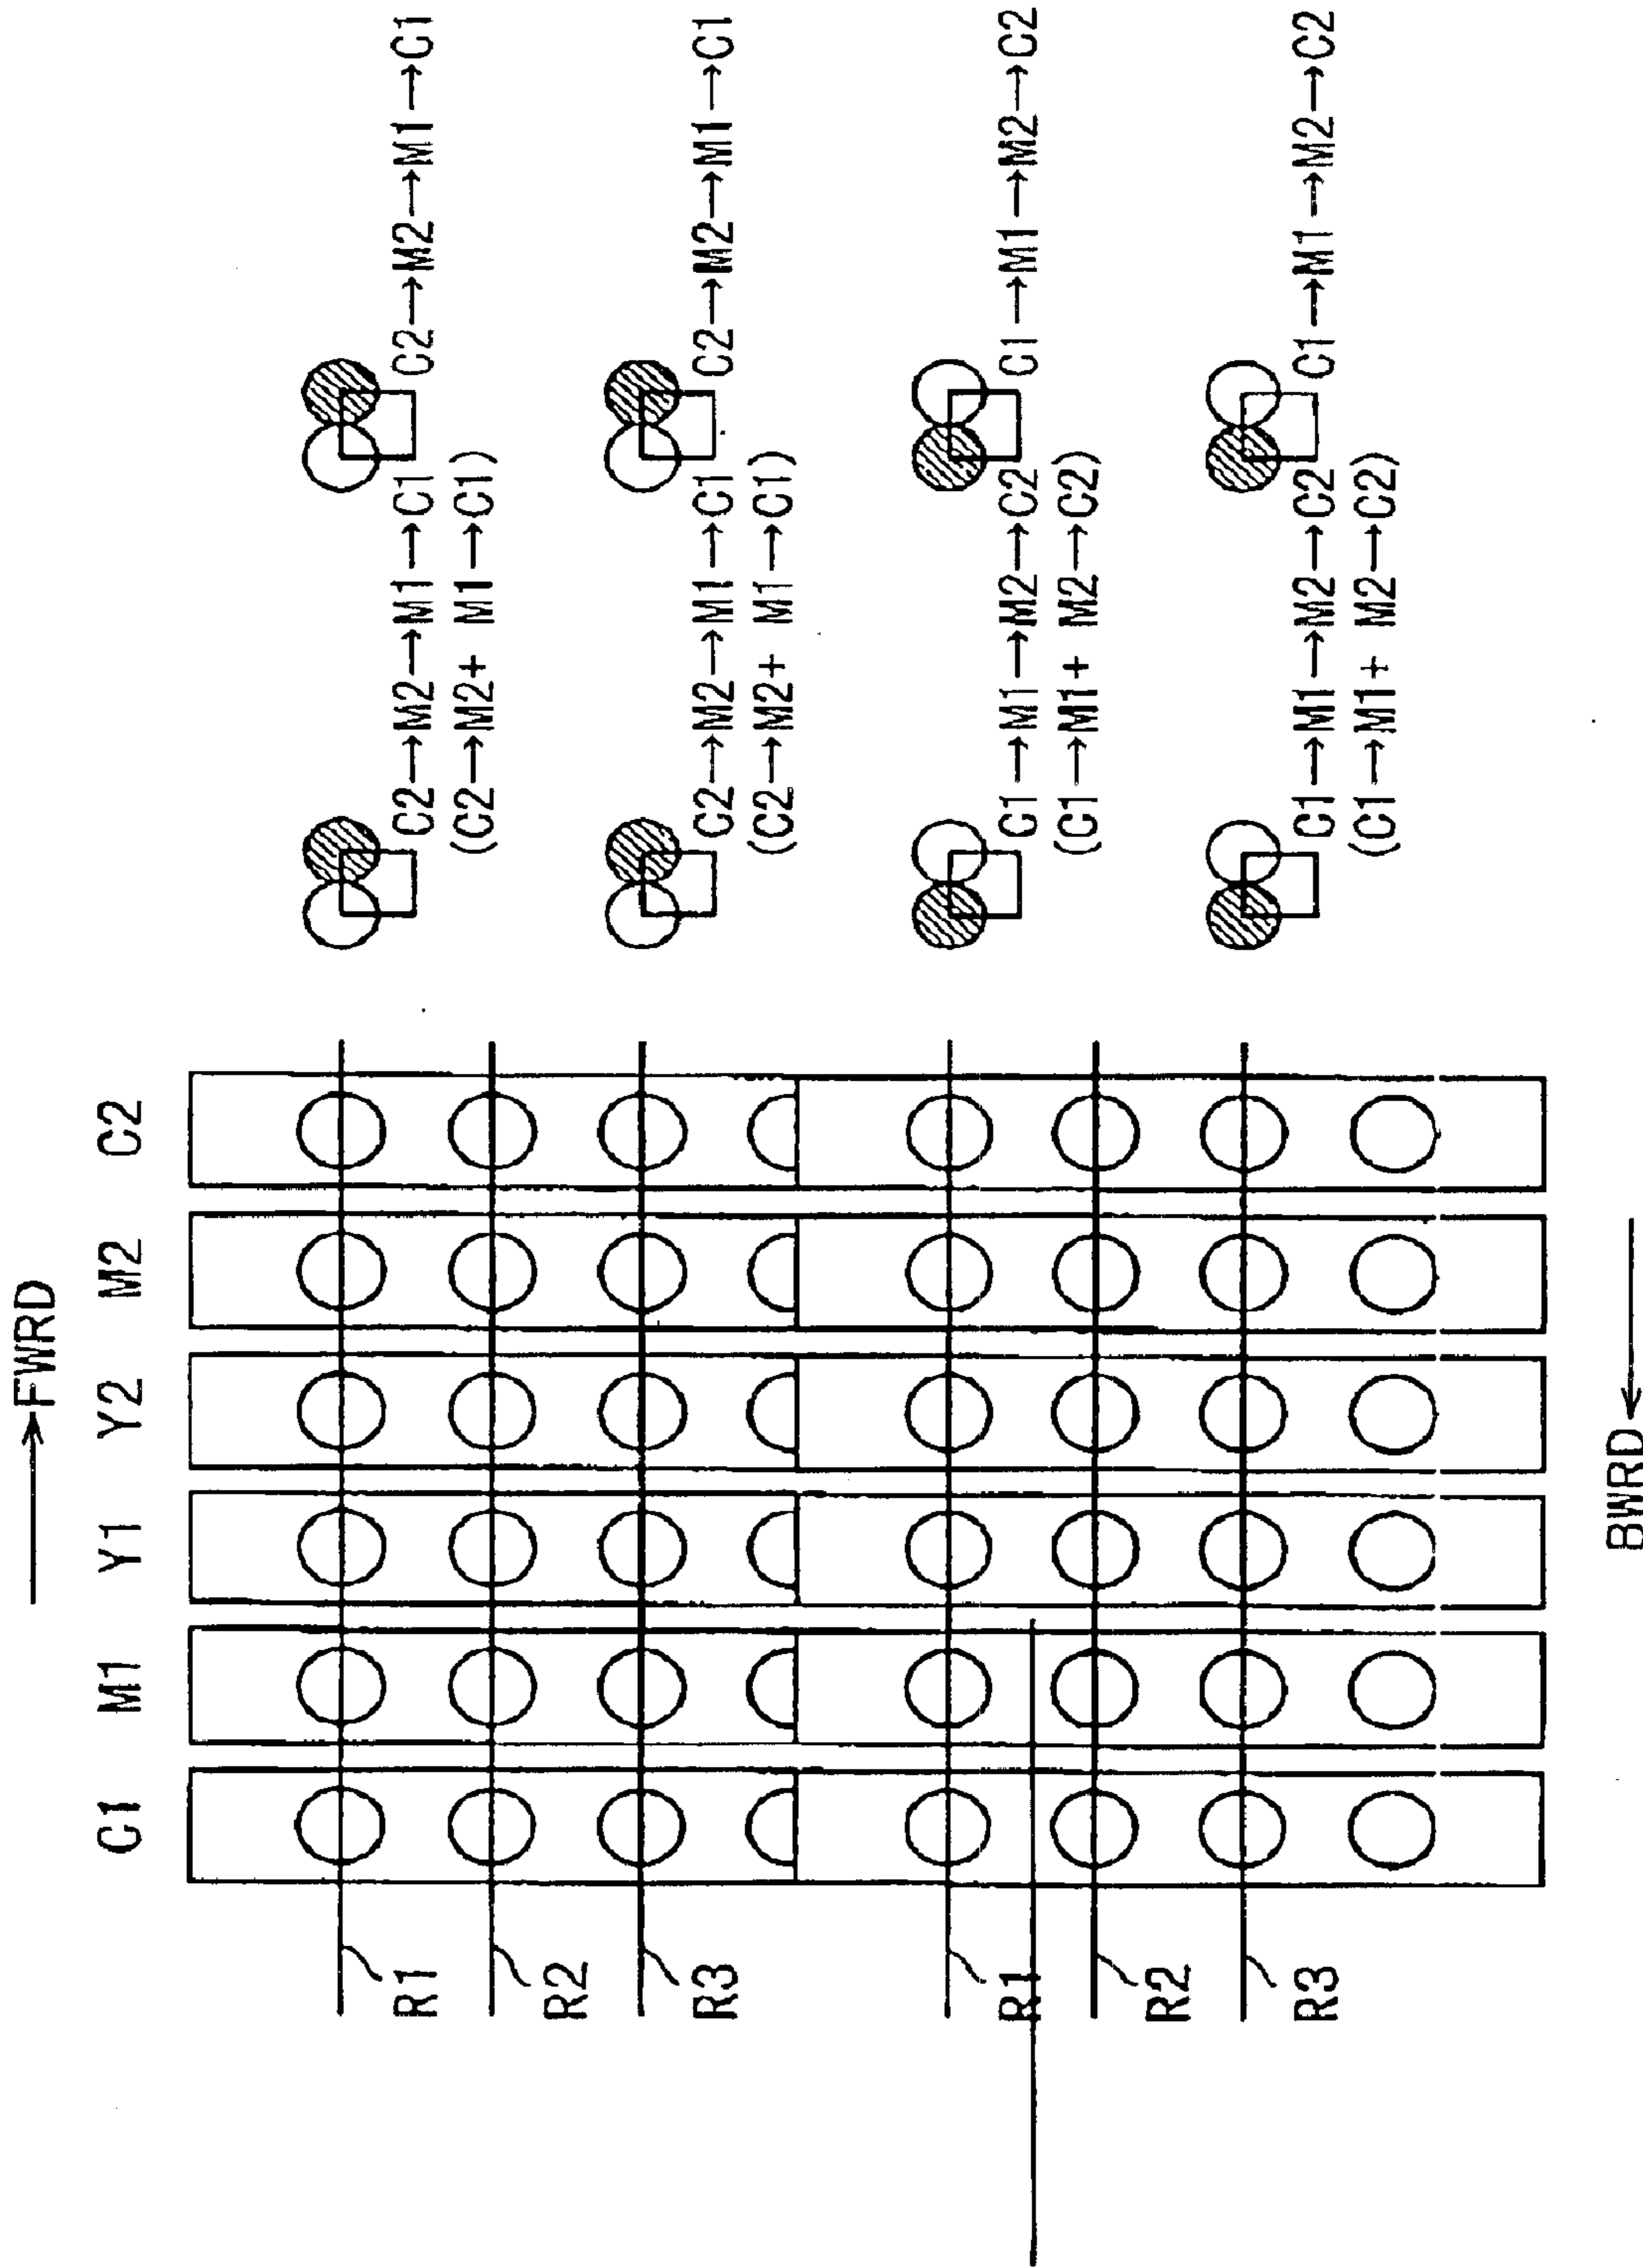 →FWRD
C1 M1 Y1 Y2 M2 C2
R1
C2→M2→M1→C1 C2→M2→M1→C1
(C2→M2+ M1→C1)
R2
R3
C2→M2→M1→C1 C2→M2→M1→C1
(C2→M2+ M1→C1)
R1
C1→M1→M2→C2 C1→M1→M2→C2
(C1→M1+ M2→C2)
R2
R3
C1→M1→M2→C2 C1→M1→M2→C2
(C1→M1+ M2→C2)
BWRD←